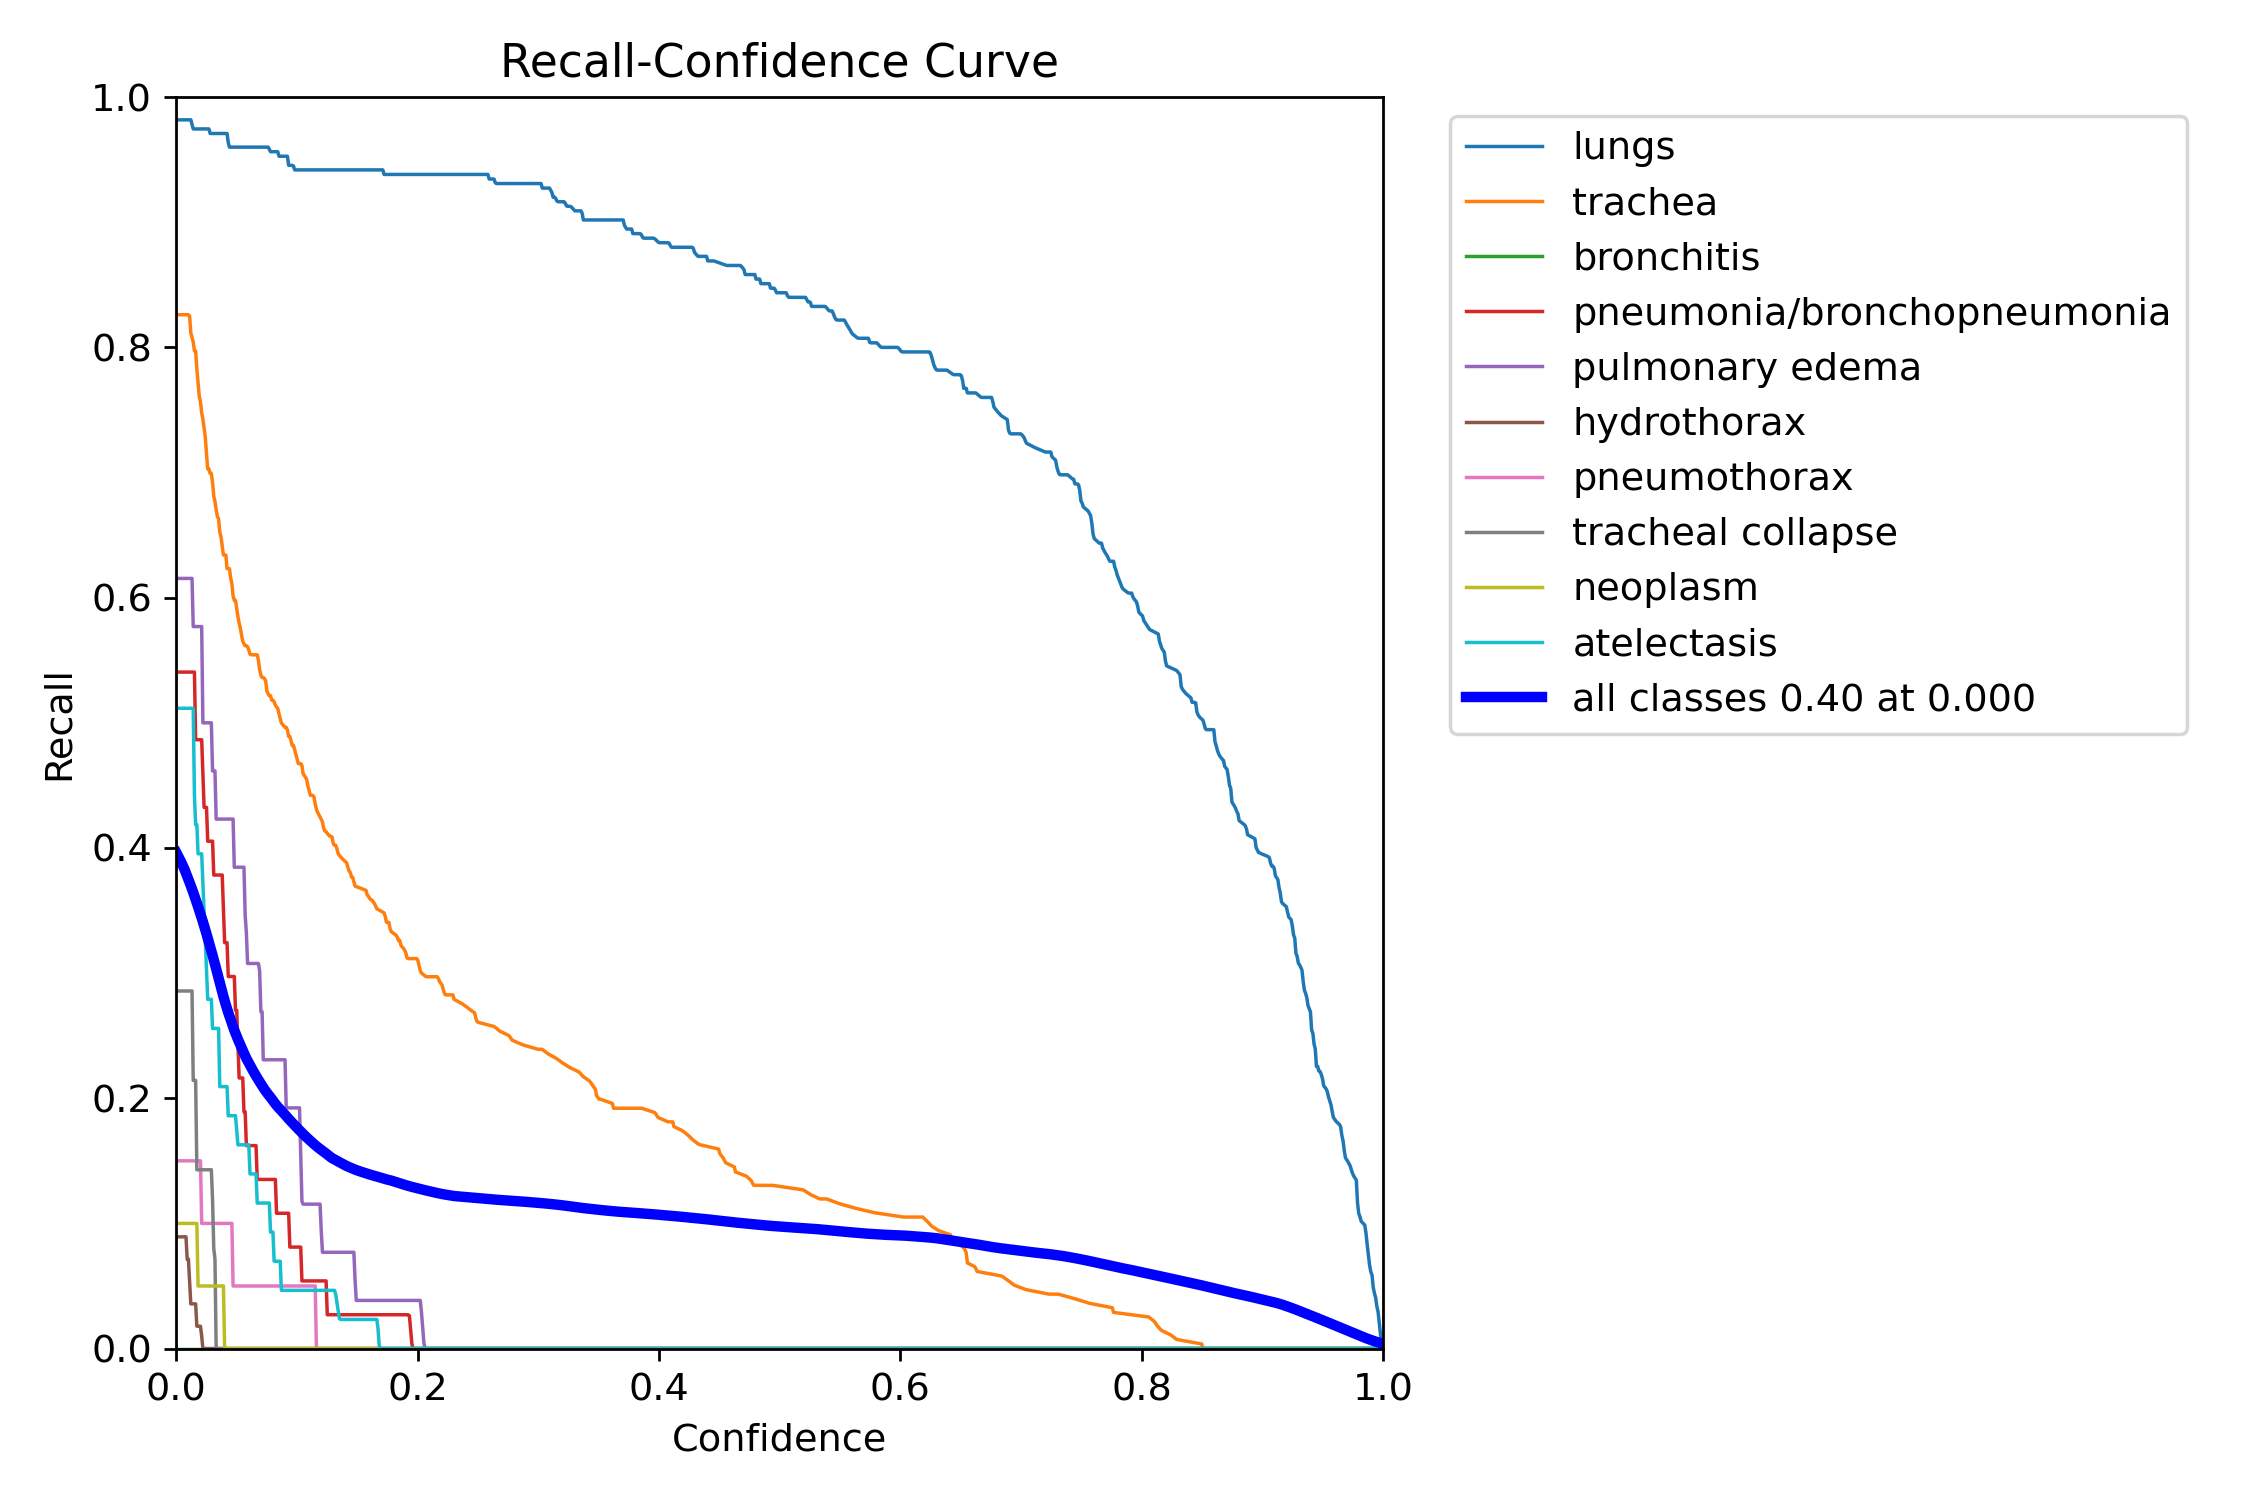 Recall-Confidence Curve
1.0
0.8
0.6
0.4
0.2
0.0
Recall
0.0 0.2 0.4 0.6 0.8 1.0
Confidence
lungs
trachea
bronchitis
pneumonia/bronchopneumonia
pulmonary edema
hydrothorax
pneumothorax
tracheal collapse
neoplasm
atelectasis
all classes 0.40 at 0.000